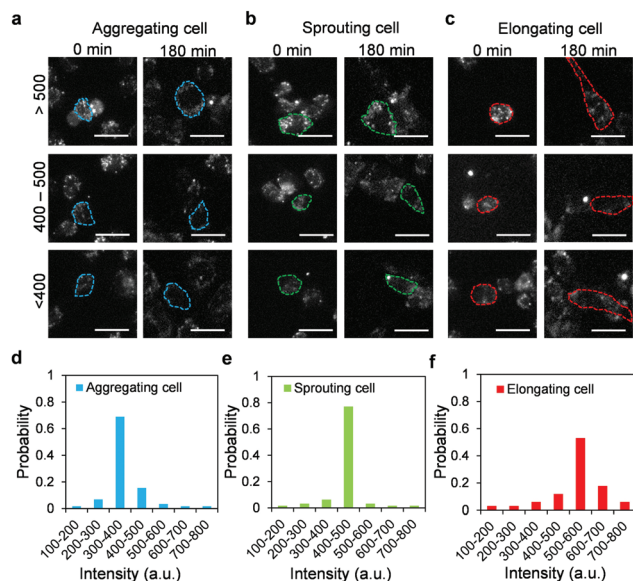 a Aggregating cell
0 min 180 min
b Sprouting cell
0 min 180 min
c Elongating cell
0 min 180 min
> 500
400 – 500
<400
d
Aggregating cell
Probability
1
0.8
0.6
0.4
0.2
0
100-200 200-300 300-400 400-500 500-600 600-700 700-800
Intensity (a.u.)
e
Sprouting cell
Probability
1
0.8
0.6
0.4
0.2
0
100-200 200-300 300-400 400-500 500-600 600-700 700-800
Intensity (a.u.)
f
Elongating cell
Probability
1
0.8
0.6
0.4
0.2
0
100-200 200-300 300-400 400-500 500-600 600-700 700-800
Intensity (a.u.)